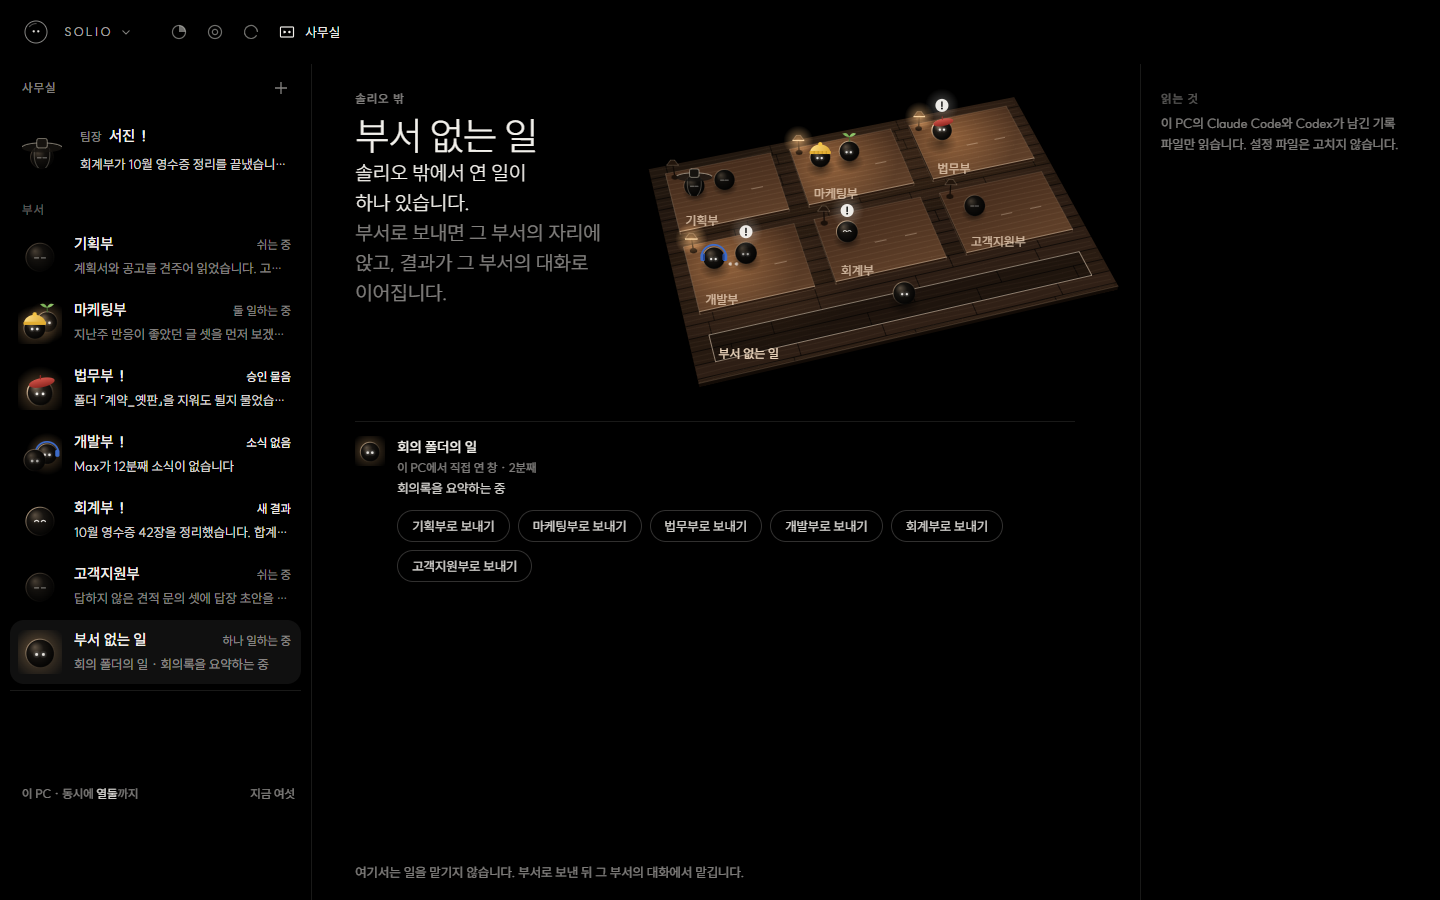 SOLIO
사무실
사무실
팀장 서진 !
회계부가 10월 영수증 정리를 끝냈습니···
부서
기획부 쉬는 중
계획서와 공고를 견주어 읽었습니다. 고···
마케팅부 둘 일하는 중
지난주 반응이 좋았던 글 셋을 먼저 보겠···
법무부 ! 승인 물음
폴더 「계약_옛판」을 지워도 될지 물었습···
개발부 ! 소식 없음
Max가 12분째 소식이 없습니다
회계부 ! 새 결과
10월 영수증 42장을 정리했습니다. 합계···
고객지원부 쉬는 중
답하지 않은 견적 문의 셋에 답장 초안을 ···
부서 없는 일 하나 일하는 중
회의 폴더의 일 · 회의록을 요약하는 중
이 PC · 동시에 열둘까지 지금 여섯
솔리오 밖
부서 없는 일
솔리오 밖에서 연 일이
하나 있습니다.
부서로 보내면 그 부서의 자리에
앉고, 결과가 그 부서의 대화로
이어집니다.
!
법무부
마케팅부
기획부
!
고객지원부
!
회계부
개발부
부서 없는 일
회의 폴더의 일
이 PC에서 직접 연 창 · 2분째
회의록을 요약하는 중
기획부로 보내기 마케팅부로 보내기 법무부로 보내기 개발부로 보내기 회계부로 보내기
고객지원부로 보내기
여기서는 일을 맡기지 않습니다. 부서로 보낸 뒤 그 부서의 대화에서 맡깁니다.
읽는 것
이 PC의 Claude Code와 Codex가 남긴 기록
파일만 읽습니다. 설정 파일은 고치지 않습니다.